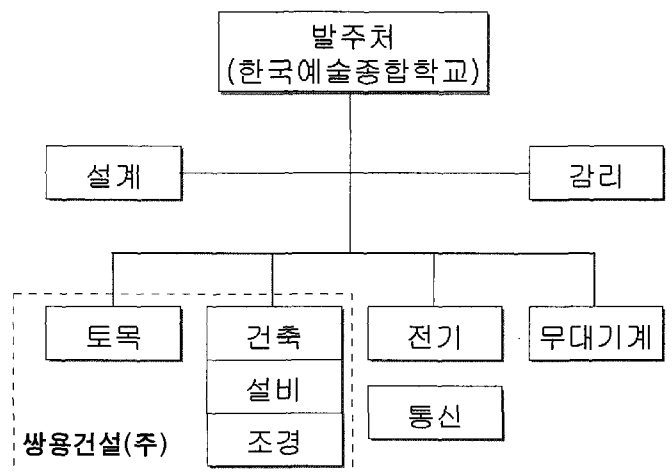 발주처
(한국예술종합학교)
설계
감리
토목
건축
전기
무대기계
설비
통신
조경
쌍용건설(주)